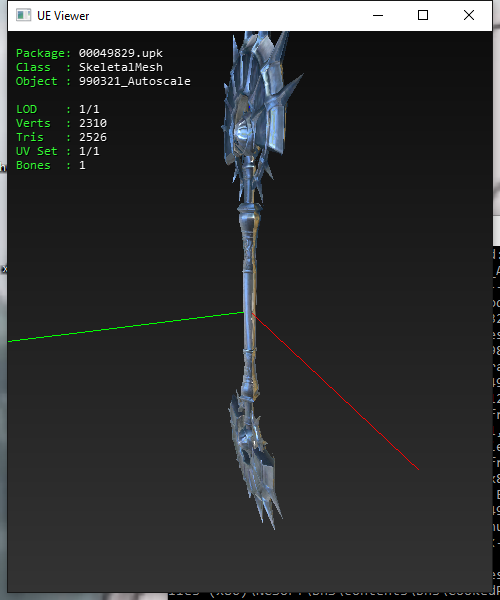 UE Viewer
Package: 00049829.upk
Class  : SkeletalMesh
Object : 990321_Autoscale
LOD    : 1/1
Verts  : 2310
Tris   : 2526
UV Set : 1/1
Bones  : 1